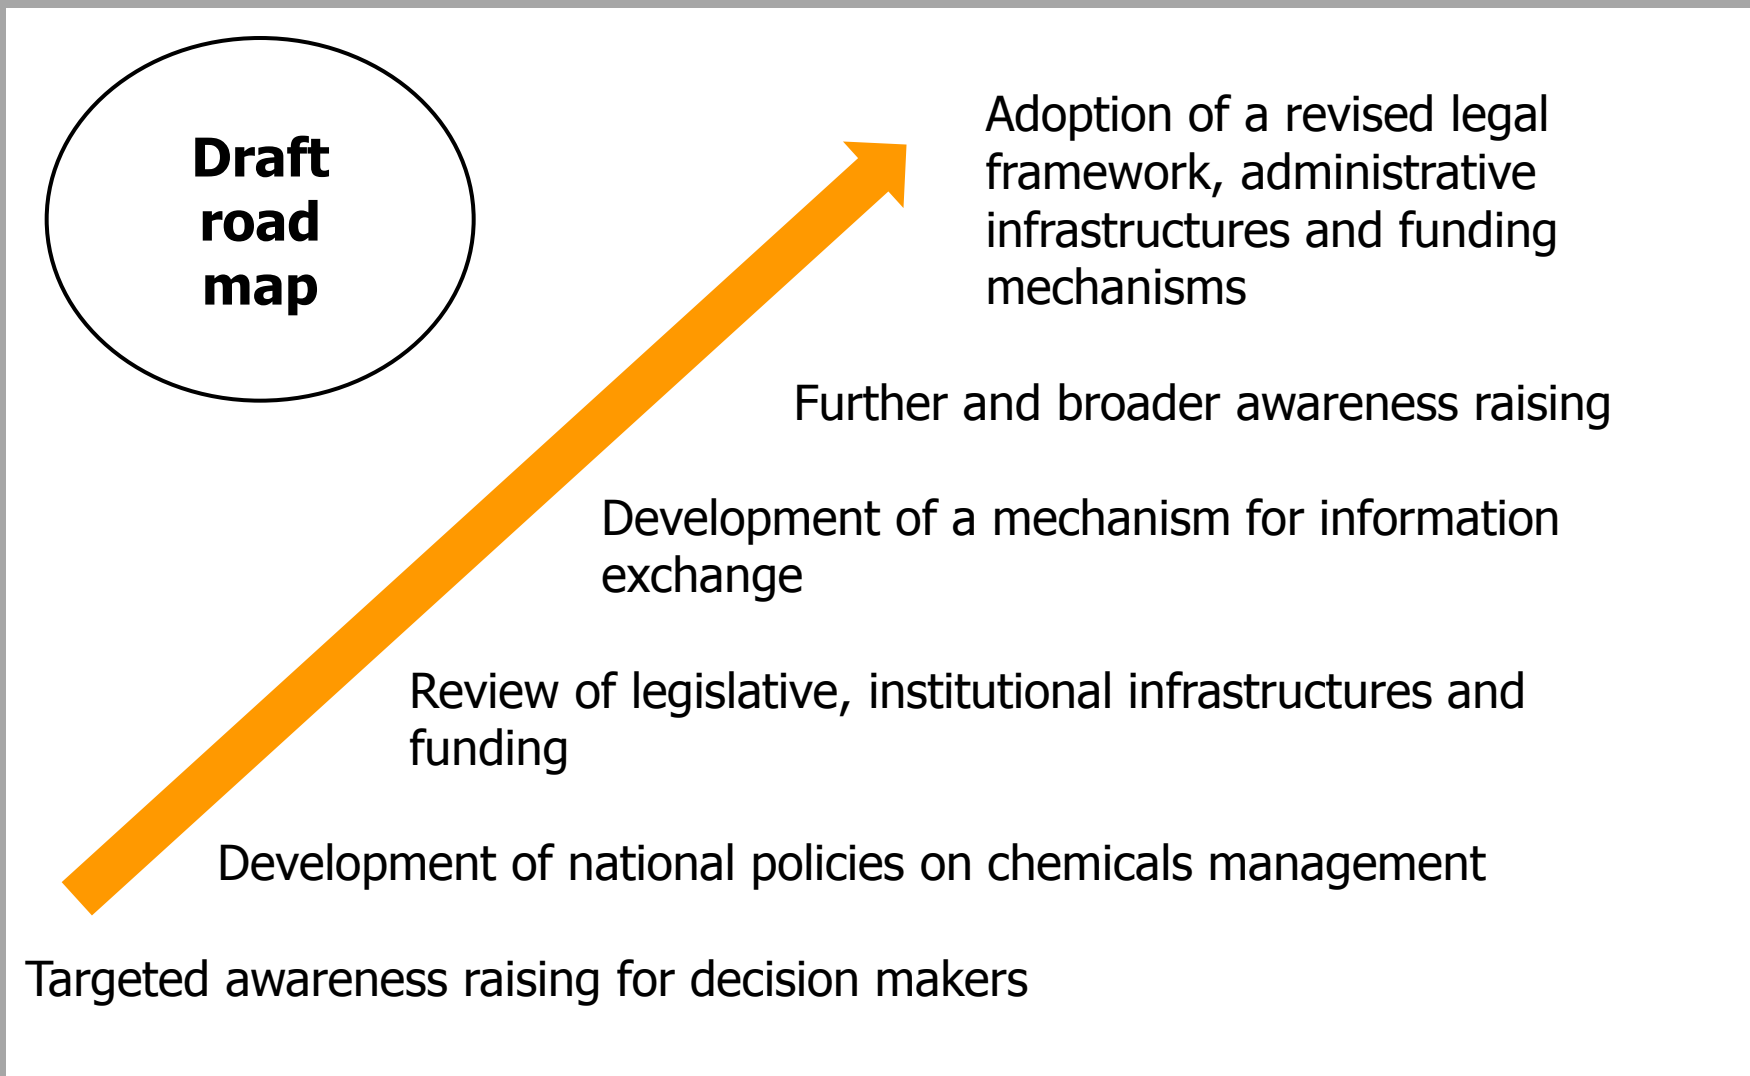 Draft
road
map
Adoption of a revised legal
framework, administrative
infrastructures and funding
mechanisms
Further and broader awareness raising
Development of a mechanism for information
exchange
Review of legislative, institutional infrastructures and
funding
Development of national policies on chemicals management
Targeted awareness raising for decision makers